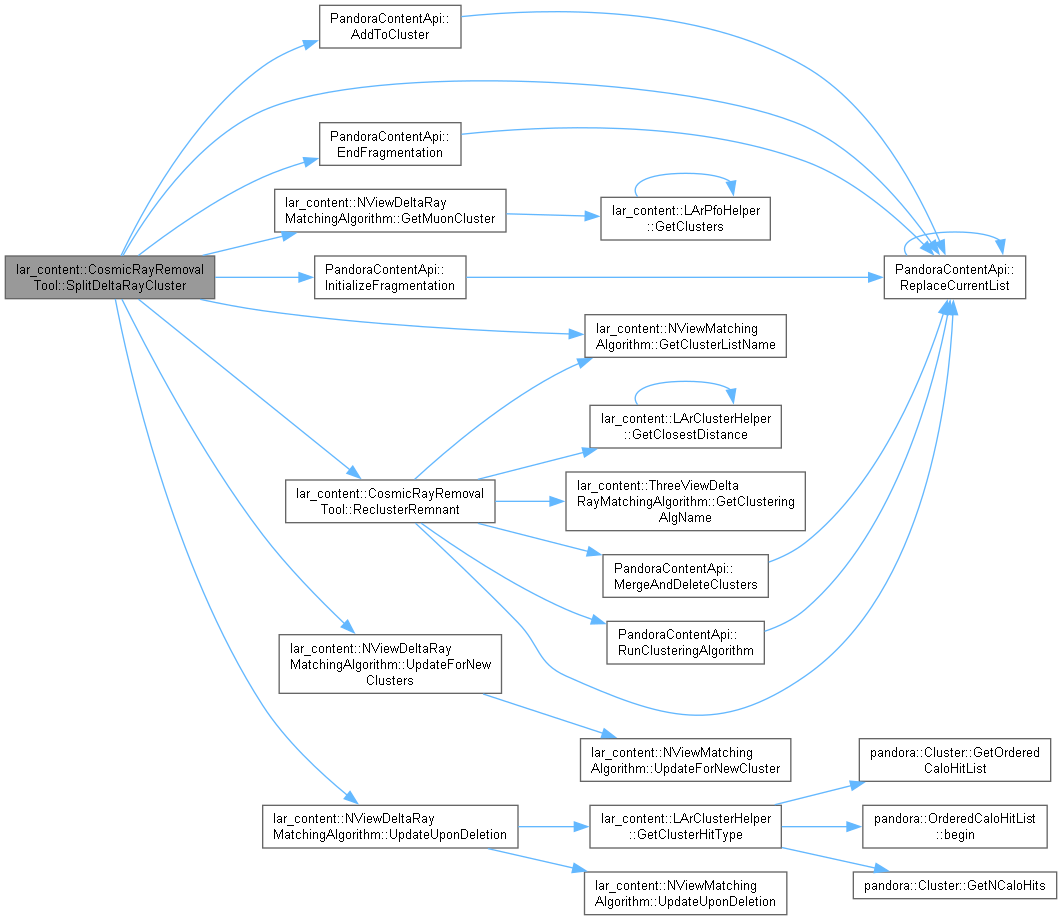 PandoraContentApi::
AddToCluster
PandoraContentApi::
EndFragmentation
lar_content::NViewDeltaRay
MatchingAlgorithm::GetMuonCluster
lar_content::LArPfoHelper
::GetClusters
lar_content::CosmicRayRemoval
Tool::SplitDeltaRayCluster
PandoraContentApi::
InitializeFragmentation
PandoraContentApi::
ReplaceCurrentList
lar_content::NViewMatching
Algorithm::GetClusterListName
lar_content::LArClusterHelper
::GetClosestDistance
lar_content::CosmicRayRemoval
Tool::ReclusterRemnant
lar_content::ThreeViewDelta
RayMatchingAlgorithm::GetClustering
AlgName
PandoraContentApi::
MergeAndDeleteClusters
PandoraContentApi::
RunClusteringAlgorithm
lar_content::NViewDeltaRay
MatchingAlgorithm::UpdateForNew
Clusters
lar_content::NViewMatching
Algorithm::UpdateForNewCluster
pandora::Cluster::GetOrdered
CaloHitList
lar_content::NViewDeltaRay
MatchingAlgorithm::UpdateUponDeletion
lar_content::LArClusterHelper
::GetClusterHitType
pandora::OrderedCaloHitList
::begin
pandora::Cluster::GetNCaloHits
lar_content::NViewMatching
Algorithm::UpdateUponDeletion